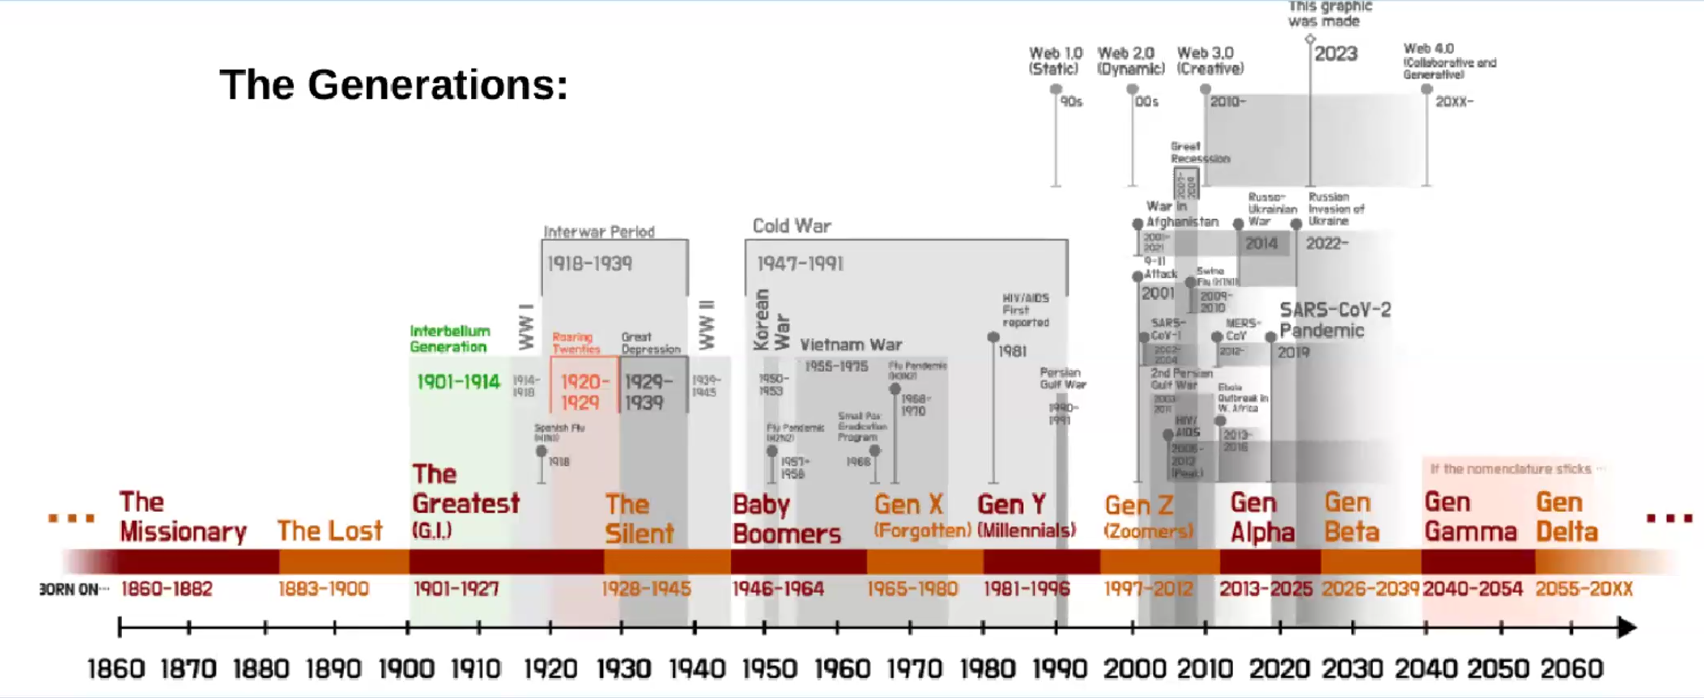 The Generations:
This graphic
was made
2023
Web 1.0
(Static)
90s
Web 2.0
(Dynamic)
00s
Web 3.0
(Creative)
2010-
Web 4.0
(Collaborative and
Generative)
20XX-
Great
Recesssion
War in
Afghanistan
2001-
2021
Russo-
Ukrainian
War
2014
Russian
Invasion of
Ukraine
2022-
9-11
Attack
2001
Swine
Flu (H1N1)
2009-
2010
SARS-
CoV-1
2002-
2004
MERS-
CoV
2012-
SARS-CoV-2
Pandemic
2019
2nd Persian
Gulf War
2003-
2011
Ebola
Outbreak in
W. Africa
2013-
2016
HIV/
AIDS
2005-
2012
(Peak)
Interwar Period
1918-1939
Cold War
1947-1991
Interbellum
Generation
1901-1914
WW I
1914-
1918
Roaring
Twenties
1920-
1929
Great
Depression
1929-
1939
WW II
1939-
1945
Korean
War
1950-
1953
Vietnam War
1955-1975
Flu Pandemic
1968-
1970
HIV/AIDS
First
reported
1981
Persian
Gulf War
1990-
1991
Spanish Flu
(H1N1)
1918
Flu Pandemic
(H2N2)
1957-
1958
Small Pox
Eradication
Program
1966
If the nomenclature sticks ...
...
The
Missionary
The Lost
The
Greatest
(G.I.)
The
Silent
Baby
Boomers
Gen X
(Forgotten)
Gen Y
(Millennials)
Gen Z
(Zoomers)
Gen
Alpha
Gen
Beta
Gen
Gamma
Gen
Delta
...
BORN ON...
1860-1882
1883-1900
1901-1927
1928-1945
1946-1964
1965-1980
1981-1996
1997-2012
2013-2025
2026-2039
2040-2054
2055-20XX
1860 1870 1880 1890 1900 1910 1920 1930 1940 1950 1960 1970 1980 1990 2000 2010 2020 2030 2040 2050 2060